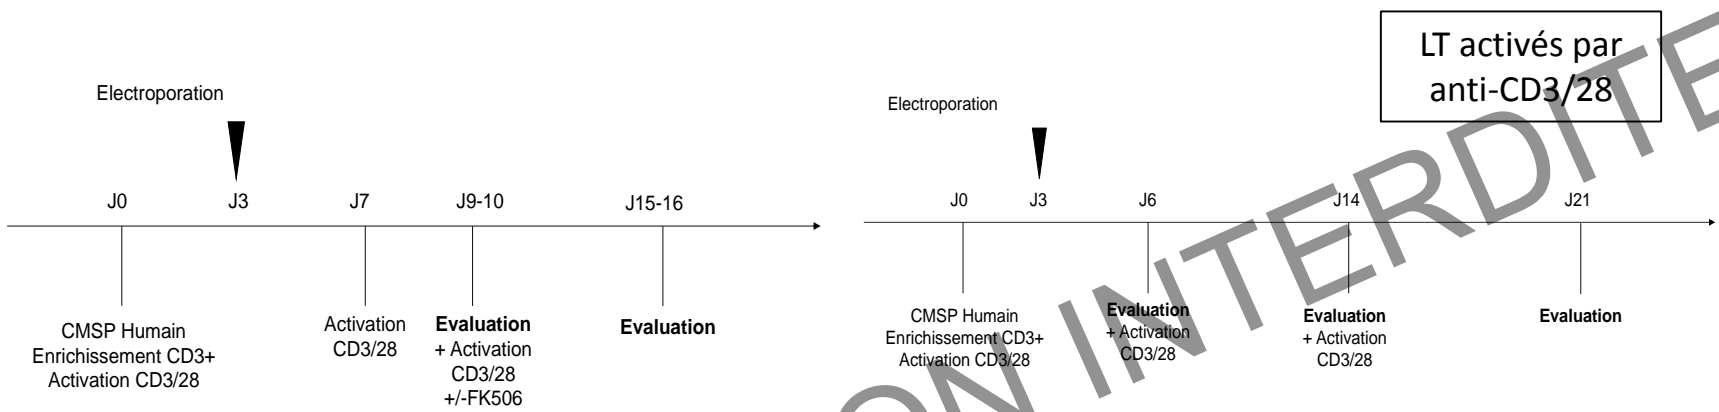 Electroporation
J0
J3
J7
J9-10
J15-16
CMSP Humain
Enrichissement CD3+
Activation CD3/28
Activation
CD3/28
Evaluation
+ Activation
CD3/28
+/-FK506
Evaluation
LT activés par
anti-CD3/28
Electroporation
J0
J3
J6
J14
J21
CMSP Humain
Enrichissement CD3+
Activation CD3/28
Evaluation
+ Activation
CD3/28
Evaluation
+ Activation
CD3/28
Evaluation
ON INTERDITE